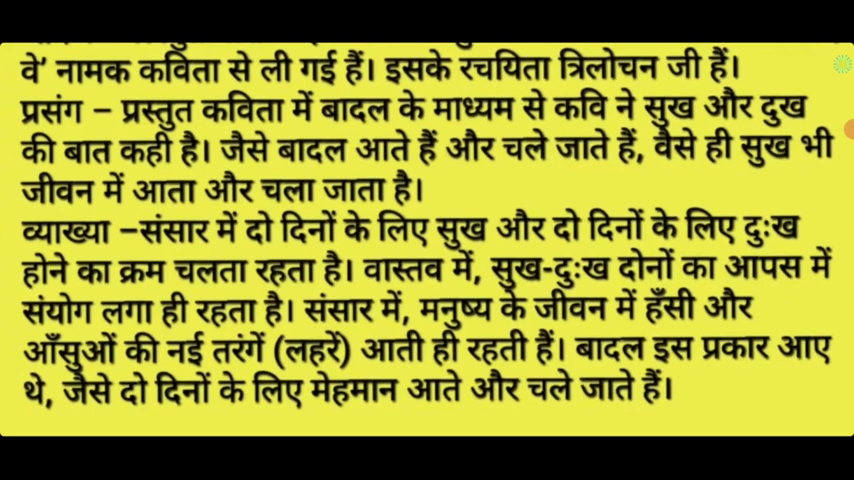 वे’ नामक कविता से ली गई हैं। इसके रचयिता त्रिलोचन जी हैं।
प्रसंग – प्रस्तुत कविता में बादल के माध्यम से कवि ने सुख और दुख
की बात कही है। जैसे बादल आते हैं और चले जाते हैं, वैसे ही सुख भी
जीवन में आता और चला जाता है।
व्याख्या –संसार में दो दिनों के लिए सुख और दो दिनों के लिए दुःख
होने का क्रम चलता रहता है। वास्तव में, सुख-दुःख दोनों का आपस में
संयोग लगा ही रहता है। संसार में, मनुष्य के जीवन में हँसी और
आँसुओं की नई तरंगें (लहरें) आती ही रहती हैं। बादल इस प्रकार आए
थे, जैसे दो दिनों के लिए मेहमान आते और चले जाते हैं।